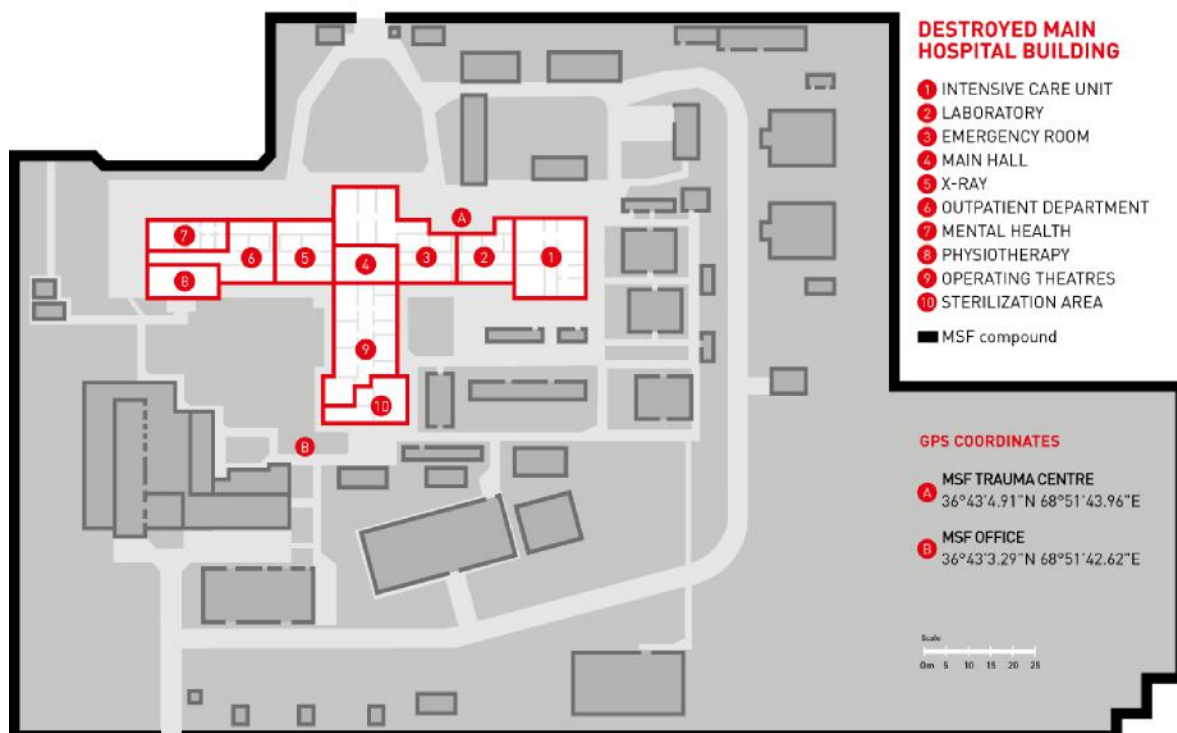 DESTROYED MAIN
HOSPITAL BUILDING
1 INTENSIVE CARE UNIT
2 LABORATORY
3 EMERGENCY ROOM
4 MAIN HALL
5 X-RAY
6 OUTPATIENT DEPARTMENT
7 MENTAL HEALTH
8 PHYSIOTHERAPY
9 OPERATING THEATRES
10 STERILIZATION AREA
MSF compound
GPS COORDINATES
A MSF TRAUMA CENTRE
36°43'4.91"N 68°51'43.96"E
B MSF OFFICE
36°43'3.29"N 68°51'42.62"E
Scale
0m 5 10 15 20 25
A
7
6
5
4
3
2
1
8
9
10
B